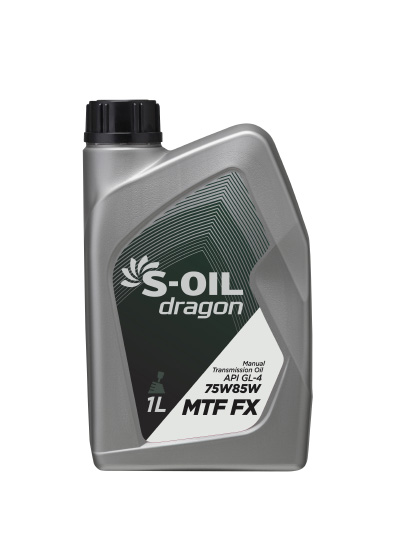 S-OIL
dragon
Manual
Transmission Oil
API GL-4
75W85W
1L MTF FX